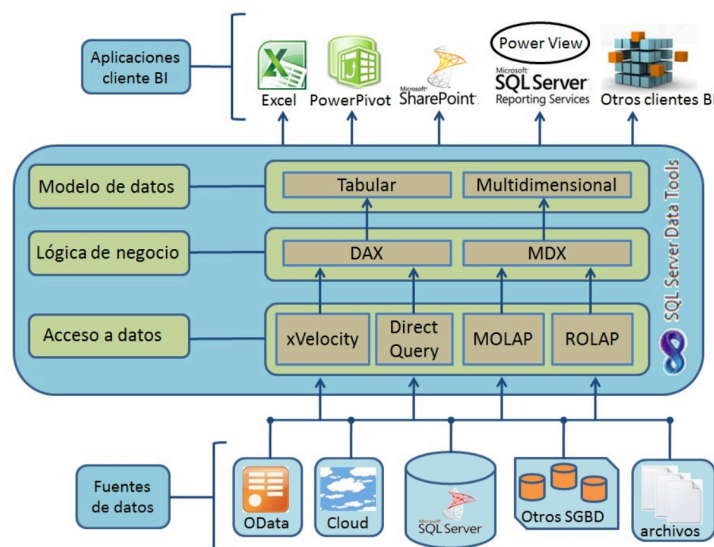 Aplicaciones
cliente BI
Excel
PowerPivot
Microsoft
SharePoint
Power View
Microsoft
SQL Server
Reporting Services
Otros clientes BI
Modelo de datos
Tabular
Multidimensional
Lógica de negocio
DAX
MDX
Acceso a datos
xVelocity
Direct
Query
MOLAP
ROLAP
SQL Server Data Tools
Fuentes
de datos
OData
Cloud
Microsoft
SQL Server
Otros SGBD
archivos